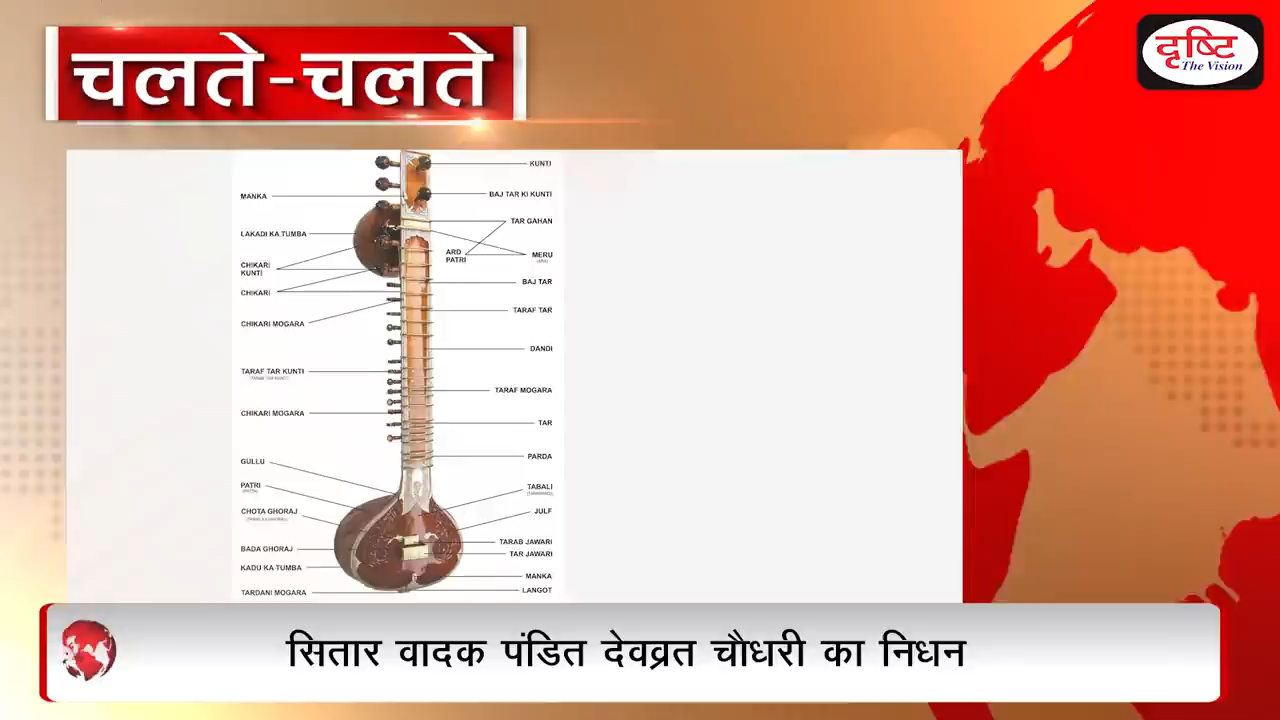 चलते-चलते
दृष्टि
The Vision
KUNTI
MANKA
BAJ TAR KI KUNTI
TAR GAHAN
LAKADI KA TUMBA
ARD
PATRI
MERU
CHIKARI
KUNTI
BAJ TAR
CHIKARI
TARAF TAR
CHIKARI MOGARA
DANDI
TARAF TAR KUNTI
TARAF MOGARA
CHIKARI MOGARA
TAR
PARDA
GULLU
PATRI
TABALI
CHOTA GHORAJ
JULF
TARAB JAWARI
BADA GHORAJ
TAR JAWARI
KADU KA TUMBA
MANKA
TARDANI MOGARA
LANGOT
सितार वादक पंडित देवव्रत चौधरी का निधन